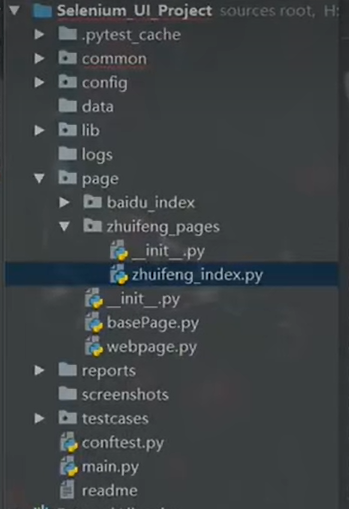 Selenium_UI_Project sources root, H:
.pytest_cache
common
config
data
lib
logs
page
baidu_index
zhuifeng_pages
__init__.py
zhuifeng_index.py
__init__.py
basePage.py
webpage.py
reports
screenshots
testcases
conftest.py
main.py
readme